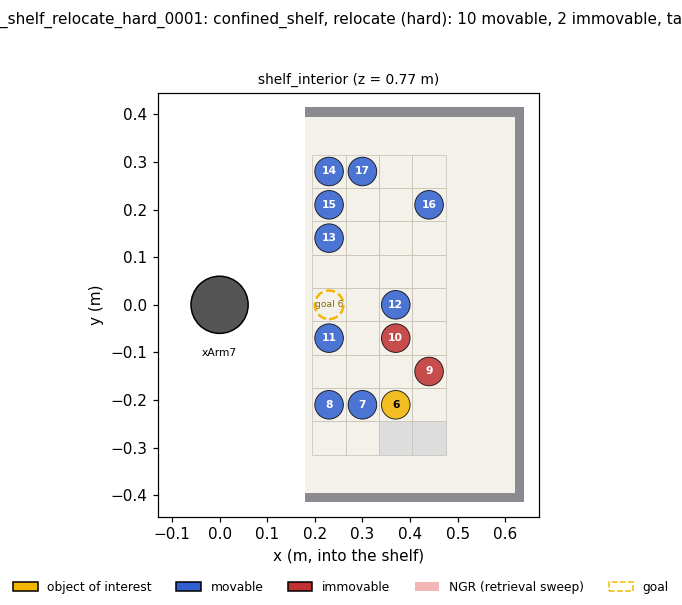 _shelf_relocate_hard_0001: confined_shelf, relocate (hard): 10 movable, 2 immovable, ta
shelf_interior (z = 0.77 m)
0.4
0.3
0.2
0.1
0.0
−0.1
−0.2
−0.3
−0.4
y (m)
14
17
15
16
13
goal 6
12
11
10
9
8
7
6
xArm7
−0.1
0.0
0.1
0.2
0.3
0.4
0.5
0.6
x (m, into the shelf)
object of interest
movable
immovable
NGR (retrieval sweep)
goal